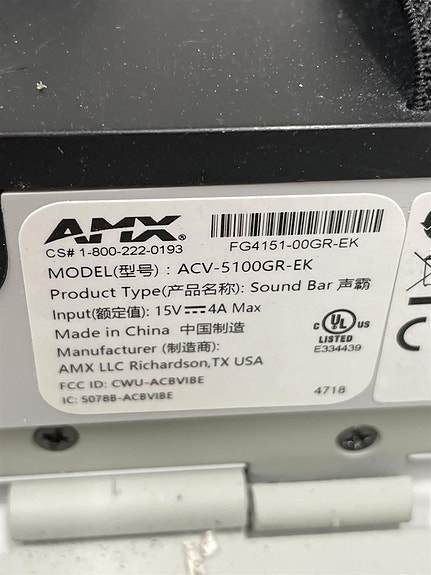 AMX®
CS# 1-800-222-0193
FG4151-00GR-EK
MODEL(型号) : ACV-5100GR-EK
Product Type(产品名称): Sound Bar 声霸
Input(额定值): 15V⎓4A Max
Made in China 中国制造
Manufacturer (制造商):
AMX LLC Richardson,TX USA
FCC ID: CWU-ACBVIBE
IC: 5078B-ACBVIBE
c UL US
LISTED
E334439
4718